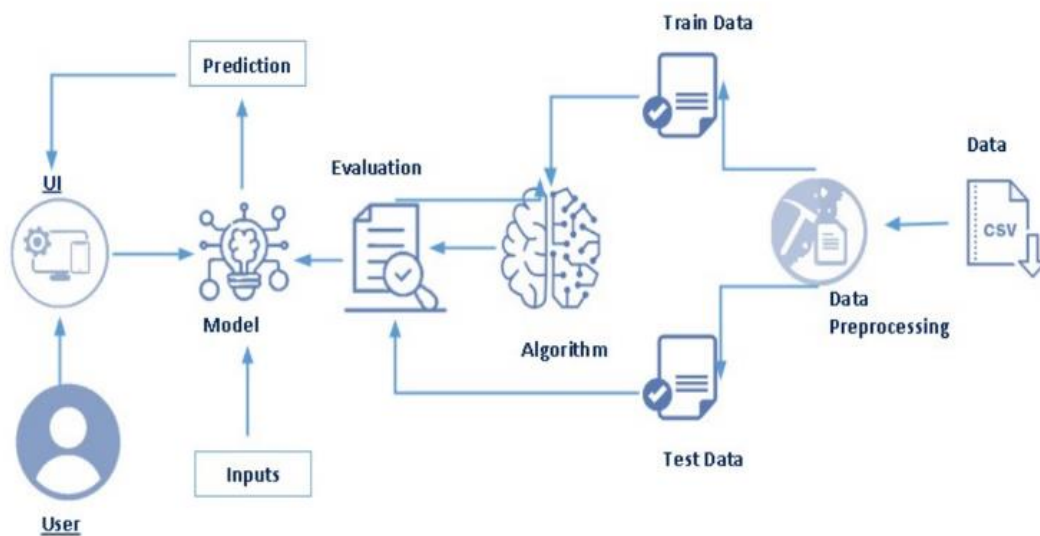 Train Data
Prediction
Data
Evaluation
UI
CSV
Model
Data
Preprocessing
Algorithm
Inputs
Test Data
User